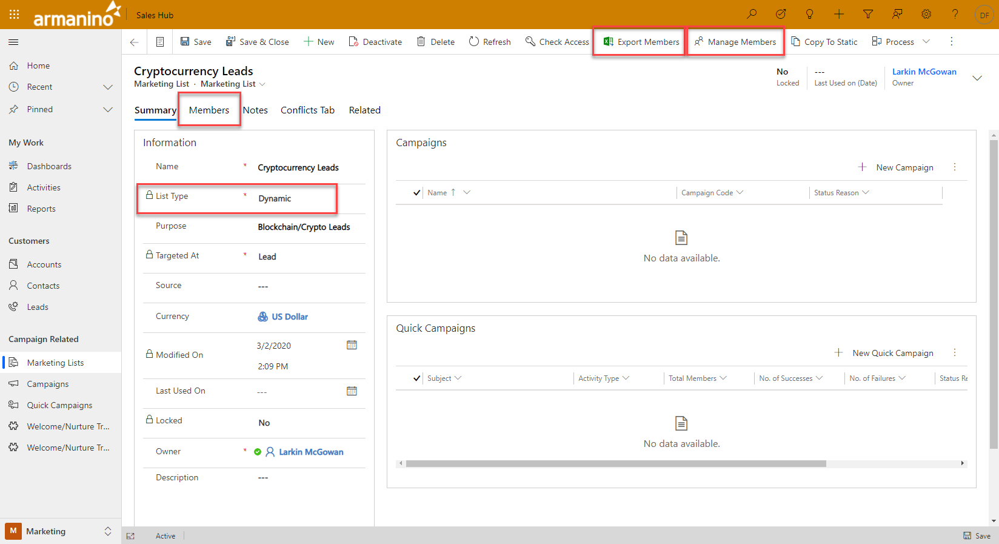 armanino
Sales Hub
DF
Save
Save & Close
New
Deactivate
Delete
Refresh
Check Access
Export Members
Manage Members
Copy To Static
Process
Home
Recent
Pinned
My Work
Dashboards
Activities
Reports
Customers
Accounts
Contacts
Leads
Campaign Related
Marketing Lists
Campaigns
Quick Campaigns
Welcome/Nurture Tr...
Welcome/Nurture Tr...
M Marketing
Cryptocurrency Leads
Marketing List · Marketing List
No
Locked
---
Last Used on (Date)
Larkin McGowan
Owner
Summary
Members
Notes
Conflicts Tab
Related
Information
Name * Cryptocurrency Leads
List Type * Dynamic
Purpose Blockchain/Crypto Leads
Targeted At * Lead
Source ---
Currency US Dollar
Modified On 3/2/2020
2:09 PM
Last Used On ---
Locked No
Owner * Larkin McGowan
Description ---
Campaigns
New Campaign
Name ↑ Campaign Code Status Reason
No data available.
Quick Campaigns
New Quick Campaign
Subject Activity Type Total Members No. of Successes No. of Failures Status Re
No data available.
Active
Save